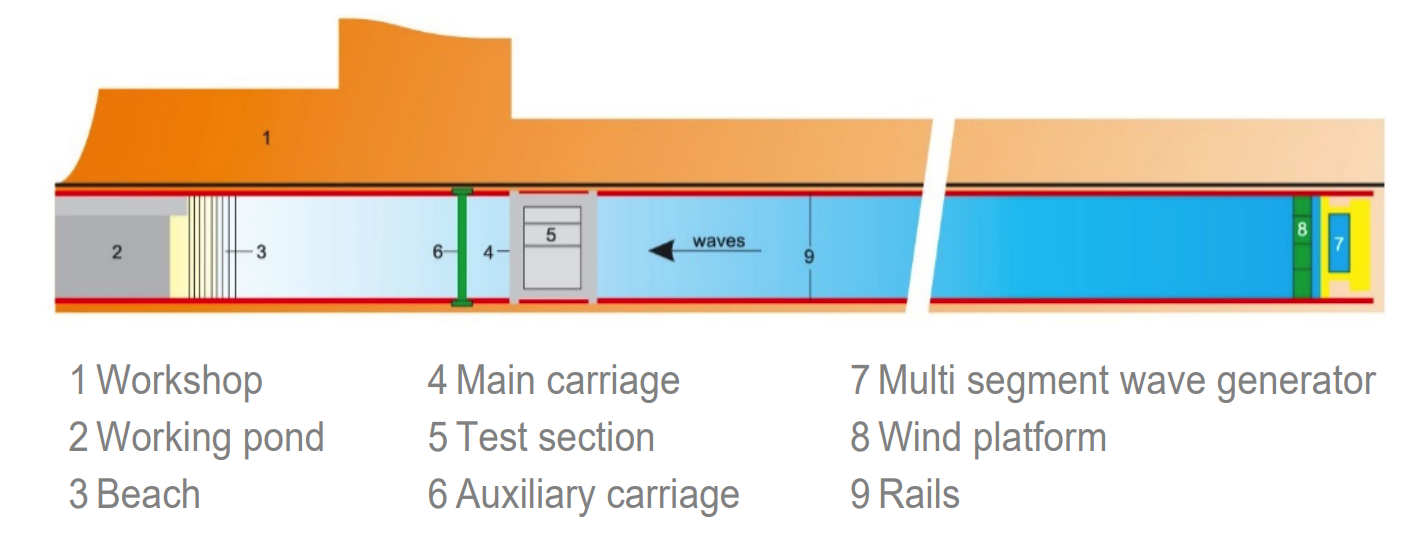 1
waves
2
3
6
4
5
9
8
7
1 Workshop
2 Working pond
3 Beach
4 Main carriage
5 Test section
6 Auxiliary carriage
7 Multi segment wave generator
8 Wind platform
9 Rails